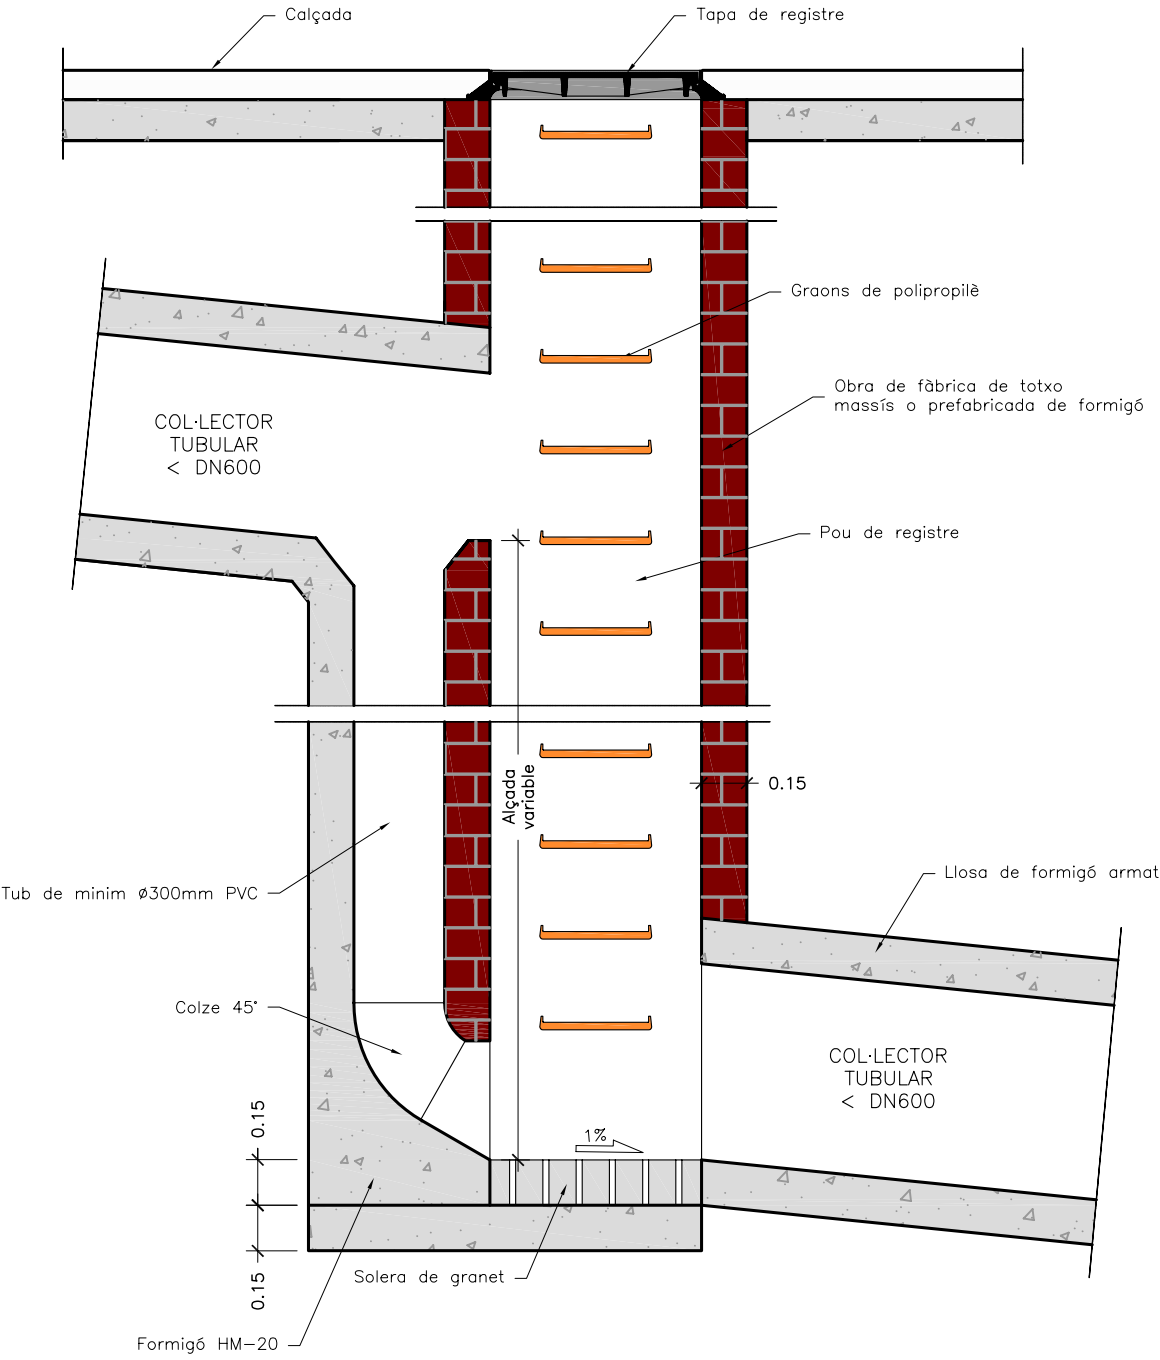 Calçada
Tapa de registre
Graons de polipropilè
Obra de fàbrica de totxo
massís o prefabricada de formigó
COL·LECTOR
TUBULAR
< DN600
Pou de registre
Alçada
variable
0.15
Tub de minim Ø300mm PVC
Llosa de formigó armat
Colze 45°
COL·LECTOR
TUBULAR
< DN600
0.15
1%
0.15
Solera de granet
Formigó HM-20